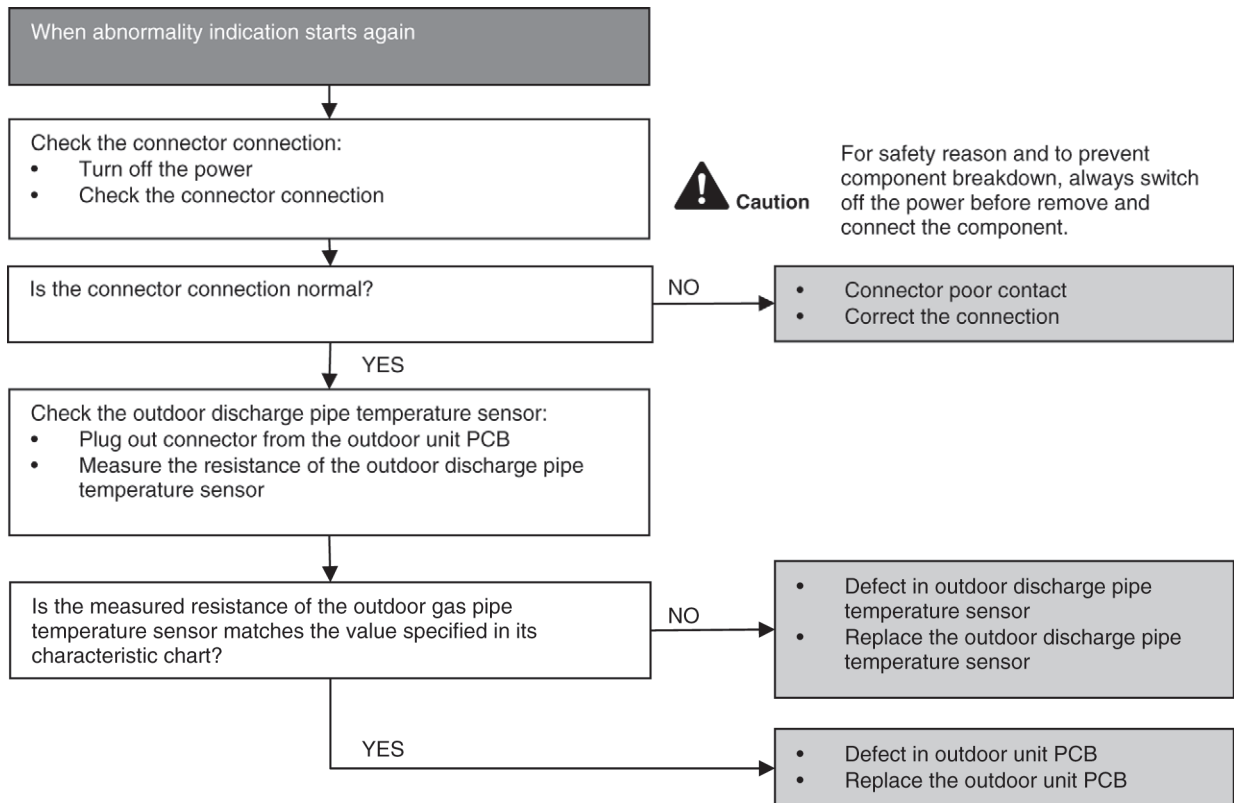 When abnormality indication starts again
Check the connector connection:
• Turn off the power
• Check the connector connection
Caution
For safety reason and to prevent
component breakdown, always switch
off the power before remove and
connect the component.
Is the connector connection normal?
NO
• Connector poor contact
• Correct the connection
YES
Check the outdoor discharge pipe temperature sensor:
• Plug out connector from the outdoor unit PCB
• Measure the resistance of the outdoor discharge pipe
temperature sensor
Is the measured resistance of the outdoor gas pipe
temperature sensor matches the value specified in its
characteristic chart?
NO
• Defect in outdoor discharge pipe
temperature sensor
• Replace the outdoor discharge pipe
temperature sensor
YES
• Defect in outdoor unit PCB
• Replace the outdoor unit PCB